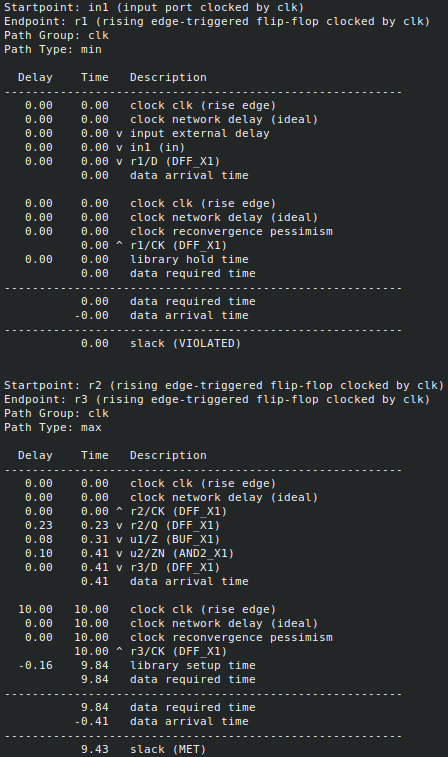 Startpoint: in1 (input port clocked by clk)
Endpoint: r1 (rising edge-triggered flip-flop clocked by clk)
Path Group: clk
Path Type: min
  Delay    Time   Description
---------------------------------------------------------
   0.00    0.00   clock clk (rise edge)
   0.00    0.00   clock network delay (ideal)
   0.00    0.00 v input external delay
   0.00    0.00 v in1 (in)
   0.00    0.00 v r1/D (DFF_X1)
           0.00   data arrival time
   0.00    0.00   clock clk (rise edge)
   0.00    0.00   clock network delay (ideal)
   0.00    0.00   clock reconvergence pessimism
           0.00 ^ r1/CK (DFF_X1)
   0.00    0.00   library hold time
           0.00   data required time
---------------------------------------------------------
           0.00   data required time
          -0.00   data arrival time
---------------------------------------------------------
           0.00   slack (VIOLATED)
Startpoint: r2 (rising edge-triggered flip-flop clocked by clk)
Endpoint: r3 (rising edge-triggered flip-flop clocked by clk)
Path Group: clk
Path Type: max
  Delay    Time   Description
---------------------------------------------------------
   0.00    0.00   clock clk (rise edge)
   0.00    0.00   clock network delay (ideal)
   0.00    0.00 ^ r2/CK (DFF_X1)
   0.23    0.23 v r2/Q (DFF_X1)
   0.08    0.31 v u1/Z (BUF_X1)
   0.10    0.41 v u2/ZN (AND2_X1)
   0.00    0.41 v r3/D (DFF_X1)
           0.41   data arrival time
  10.00   10.00   clock clk (rise edge)
   0.00   10.00   clock network delay (ideal)
   0.00   10.00   clock reconvergence pessimism
          10.00 ^ r3/CK (DFF_X1)
  -0.16    9.84   library setup time
           9.84   data required time
---------------------------------------------------------
           9.84   data required time
          -0.41   data arrival time
---------------------------------------------------------
           9.43   slack (MET)